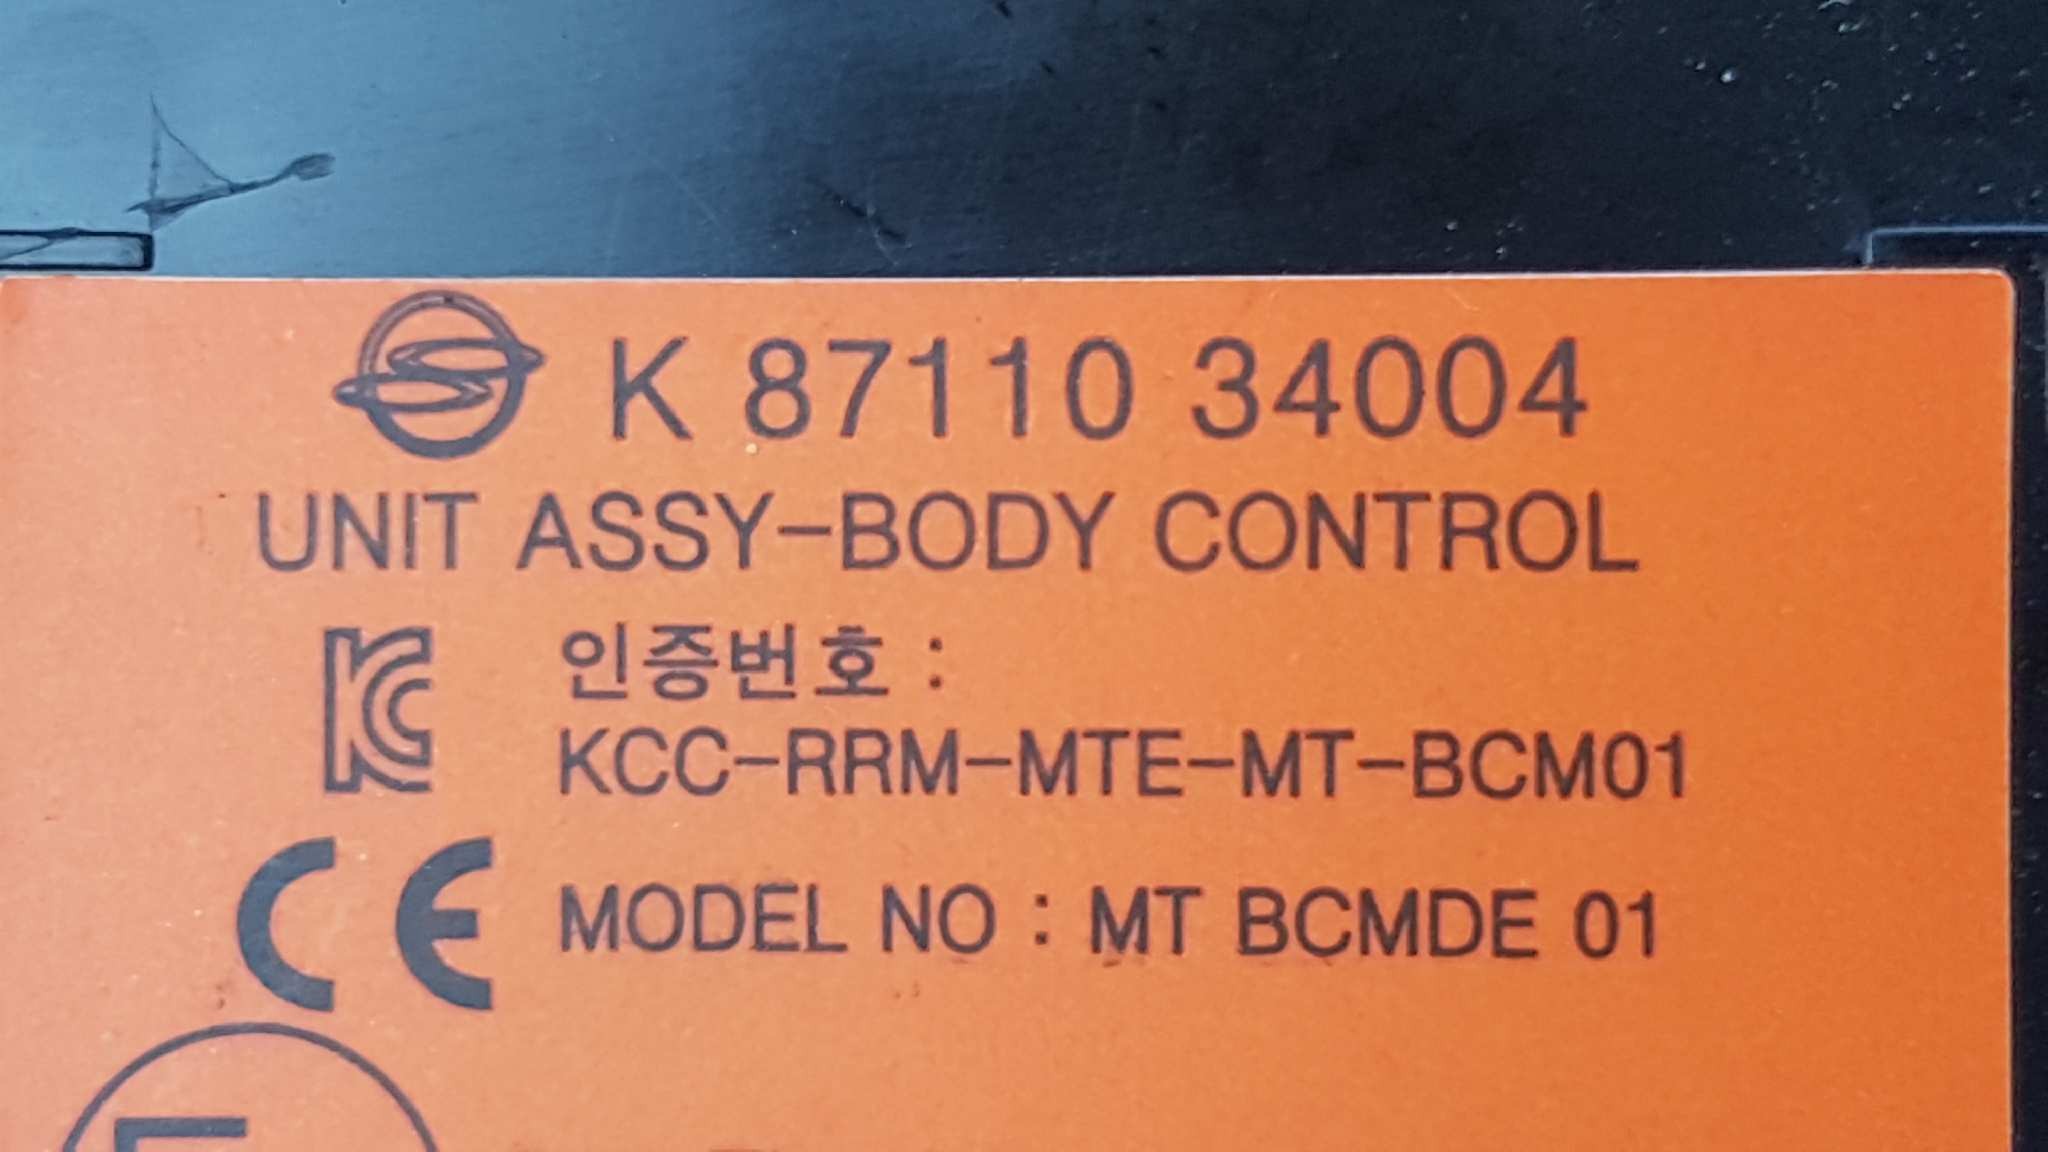 K 87110 34004
UNIT ASSY-BODY CONTROL
인증번호 :
KCC-RRM-MTE-MT-BCM01
CE MODEL NO : MT BCMDE 01